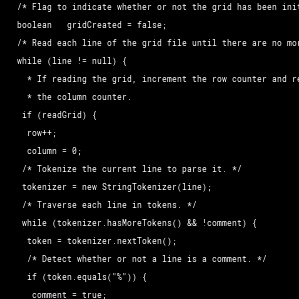 /* Flag to indicate whether or not the grid has been
boolean gridCreated = false;
/* Read each line of the grid file until there are no
while (line != null) {
* If reading the grid, increment the row counter and
* the column counter.
if (readGrid) {
row++;
column = 0;
/* Tokenize the current line to parse it. */
tokenizer = new StringTokenizer(line);
/* Traverse each line in tokens. */
while (tokenizer.hasMoreTokens() && !comment) {
token = tokenizer.nextToken();
/* Detect whether or not a line is a comment. */
if (token.equals("%")) {
comment = true;